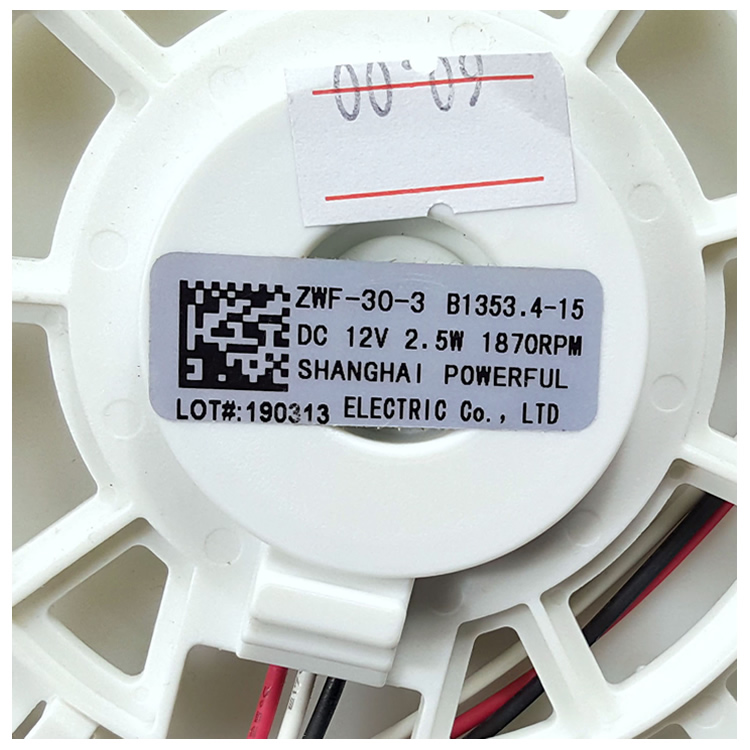 00·09
ZWF-30-3 B1353.4-15
DC 12V 2.5W 1870RPM
SHANGHAI POWERFUL
LOT#:190313 ELECTRIC Co., LTD